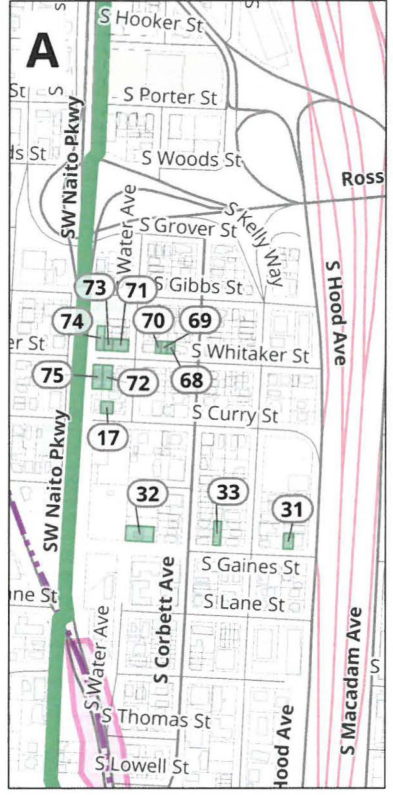 S Hooker St
A
St
S
S Porter St
ds St
S Woods St
SW Naito Pkwy
Ross
Water Ave
S Kelly Way
S Grover St
73
71
S Gibbs St
S Hood Ave
74
70
69
er St
S Whitaker St
75
72
68
S Curry St
17
SW Naito Pkwy
32
33
31
S Gaines St
ne St
S Lane St
S Corbett Ave
S Water Ave
S Macadam Ave
S
S Thomas St
Hood Ave
S Lowell St